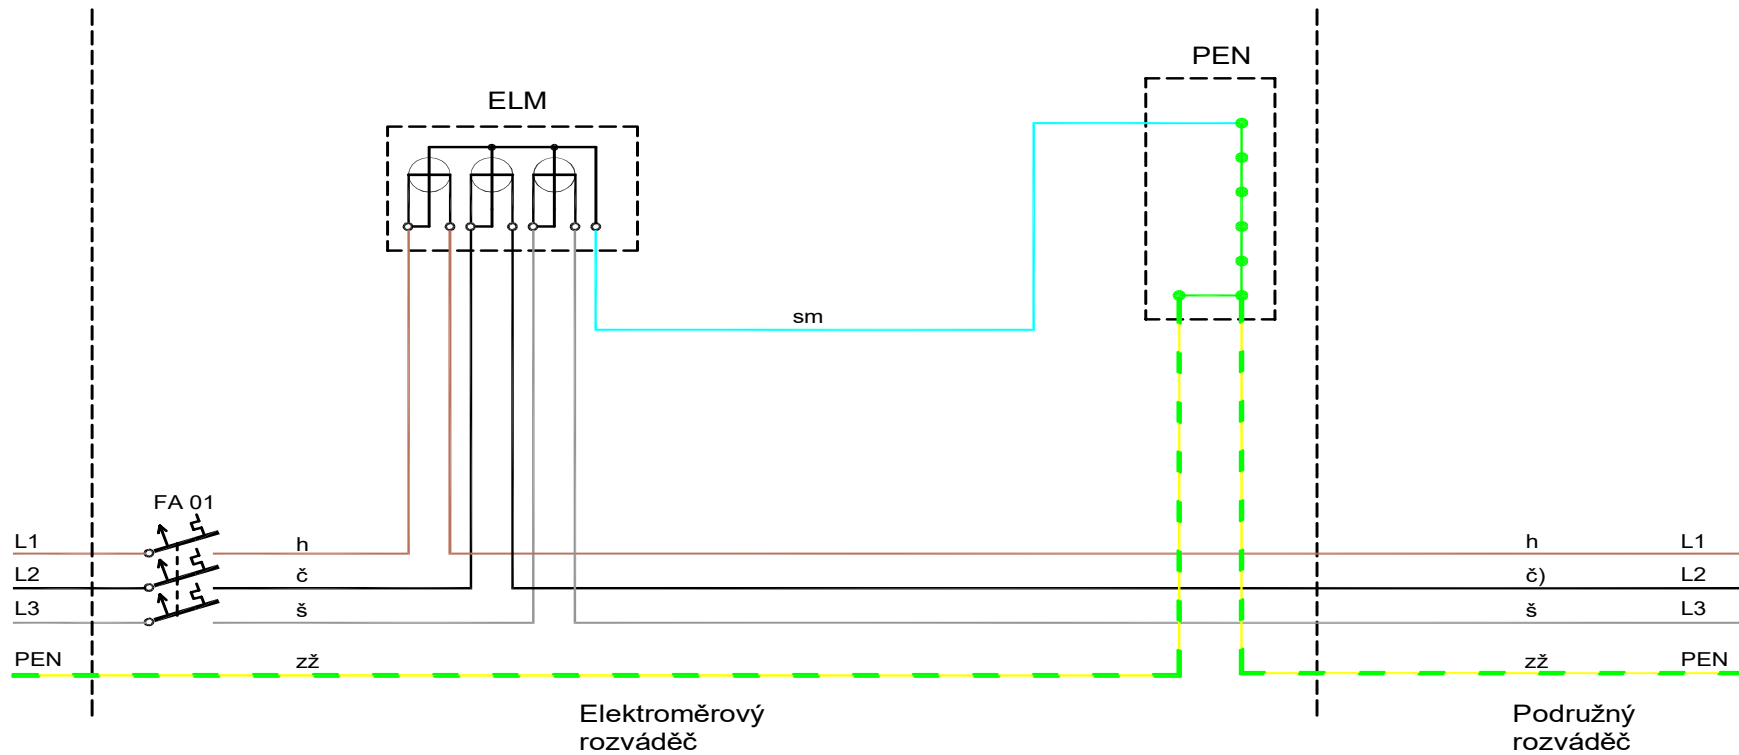 PEN
ELM
sm
FA 01
L1
h
h
L1
L2
č
č)
L2
L3
š
š
L3
PEN
zž
zž
PEN
Elektroměrový
rozváděč
Podružný
rozváděč